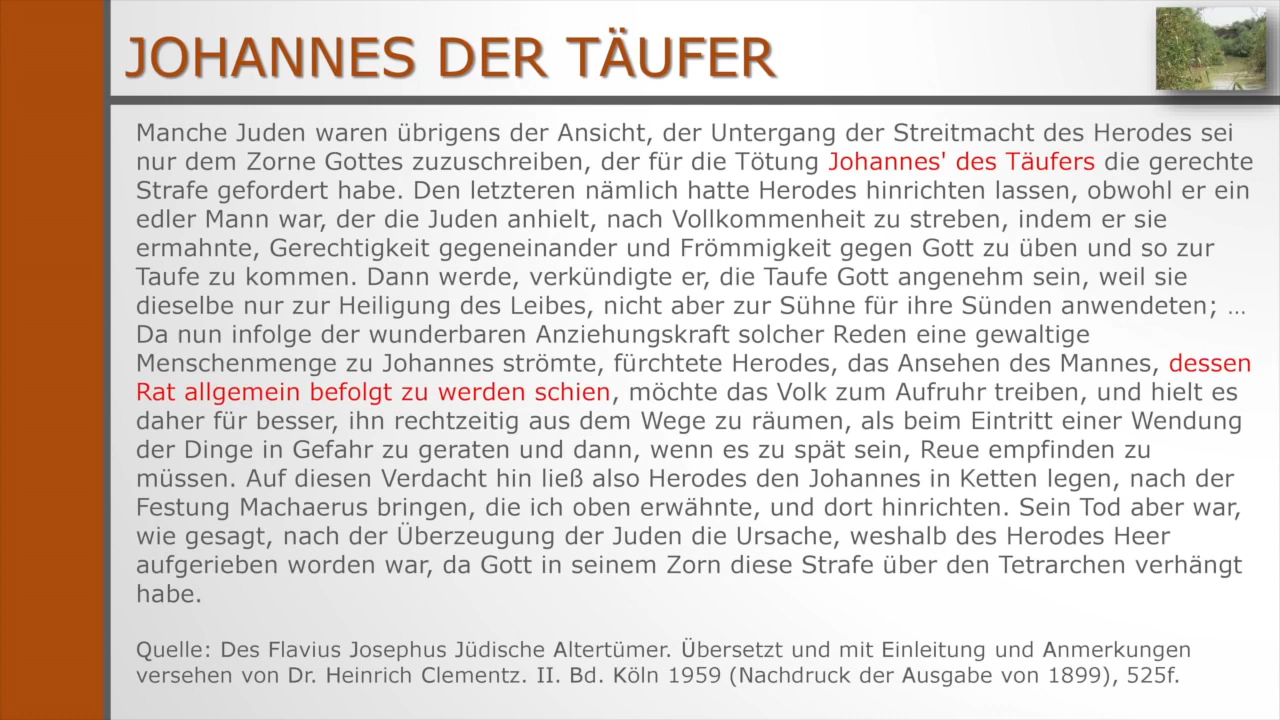 JOHANNES DER TÄUFER
Manche Juden waren übrigens der Ansicht, der Untergang der Streitmacht des Herodes sei
nur dem Zorne Gottes zuzuschreiben, der für die Tötung Johannes' des Täufers die gerechte
Strafe gefordert habe. Den letzteren nämlich hatte Herodes hinrichten lassen, obwohl er ein
edler Mann war, der die Juden anhielt, nach Vollkommenheit zu streben, indem er sie
ermahnte, Gerechtigkeit gegeneinander und Frömmigkeit gegen Gott zu üben und so zur
Taufe zu kommen. Dann werde, verkündigte er, die Taufe Gott angenehm sein, weil sie
dieselbe nur zur Heiligung des Leibes, nicht aber zur Sühne für ihre Sünden anwendeten; …
Da nun infolge der wunderbaren Anziehungskraft solcher Reden eine gewaltige
Menschenmenge zu Johannes strömte, fürchtete Herodes, das Ansehen des Mannes, dessen
Rat allgemein befolgt zu werden schien, möchte das Volk zum Aufruhr treiben, und hielt es
daher für besser, ihn rechtzeitig aus dem Wege zu räumen, als beim Eintritt einer Wendung
der Dinge in Gefahr zu geraten und dann, wenn es zu spät sein, Reue empfinden zu
müssen. Auf diesen Verdacht hin ließ also Herodes den Johannes in Ketten legen, nach der
Festung Machaerus bringen, die ich oben erwähnte, und dort hinrichten. Sein Tod aber war,
wie gesagt, nach der Überzeugung der Juden die Ursache, weshalb des Herodes Heer
aufgerieben worden war, da Gott in seinem Zorn diese Strafe über den Tetrarchen verhängt
habe.
Quelle: Des Flavius Josephus Jüdische Altertümer. Übersetzt und mit Einleitung und Anmerkungen
versehen von Dr. Heinrich Clementz. II. Bd. Köln 1959 (Nachdruck der Ausgabe von 1899), 525f.